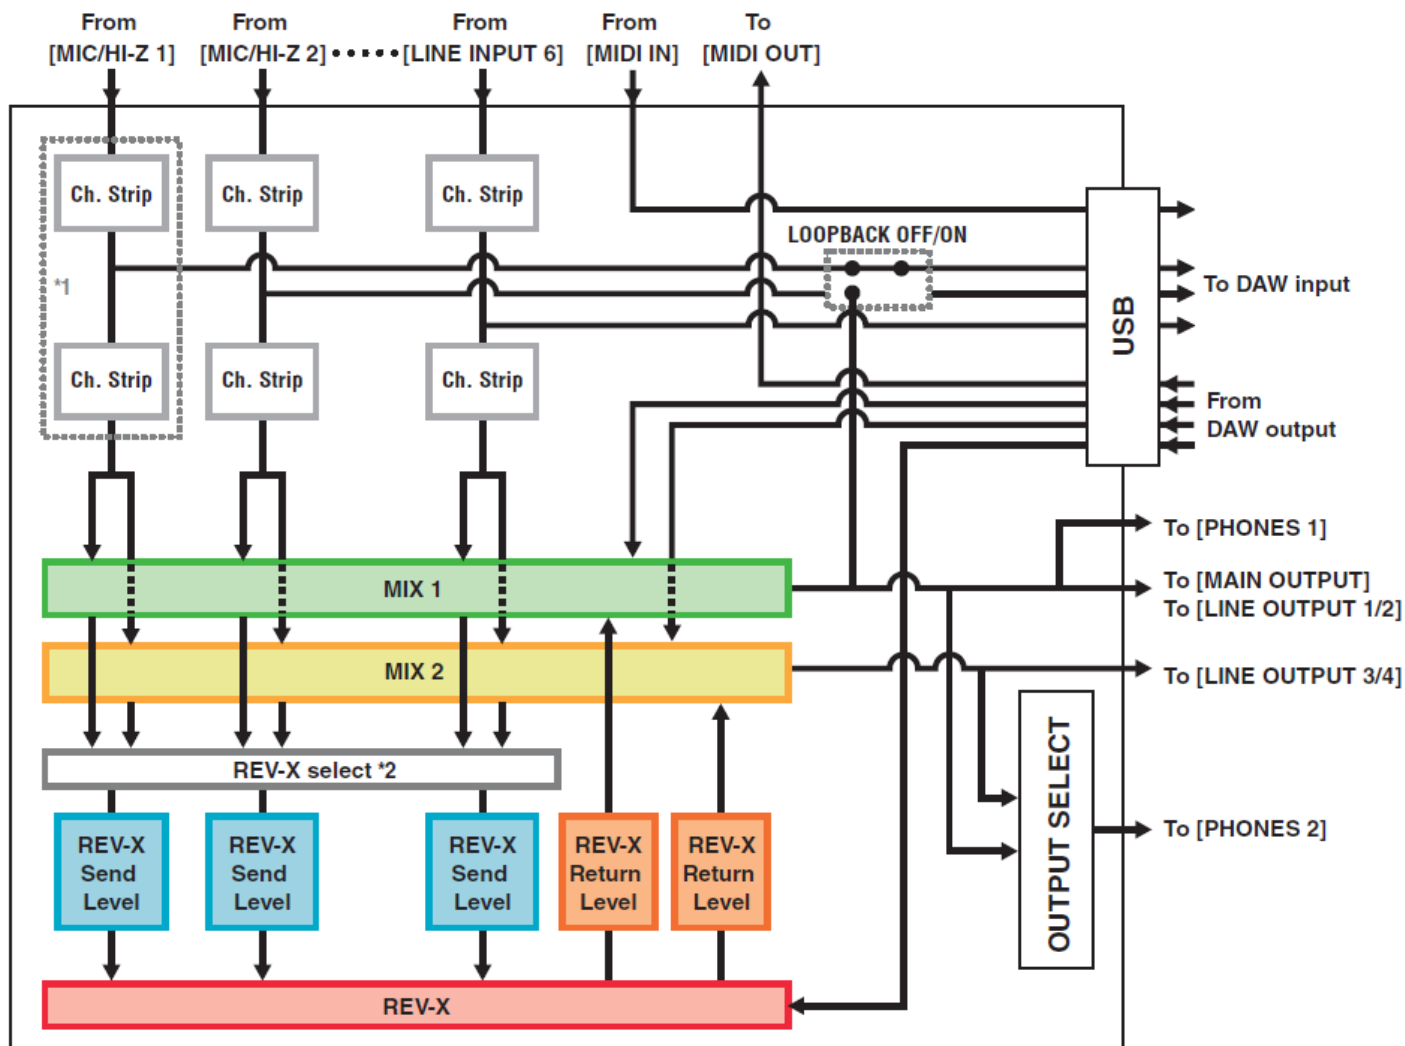 From
[MIC/HI-Z 1]
From
[MIC/HI-Z 2]
From
[LINE INPUT 6]
From
[MIDI IN]
To
[MIDI OUT]
Ch. Strip
Ch. Strip
Ch. Strip
LOOPBACK OFF/ON
*1
USB
To DAW input
Ch. Strip
Ch. Strip
Ch. Strip
From
DAW output
To [PHONES 1]
MIX 1
To [MAIN OUTPUT]
To [LINE OUTPUT 1/2]
MIX 2
To [LINE OUTPUT 3/4]
REV-X select *2
OUTPUT SELECT
To [PHONES 2]
REV-X
Send
Level
REV-X
Send
Level
REV-X
Send
Level
REV-X
Return
Level
REV-X
Return
Level
REV-X